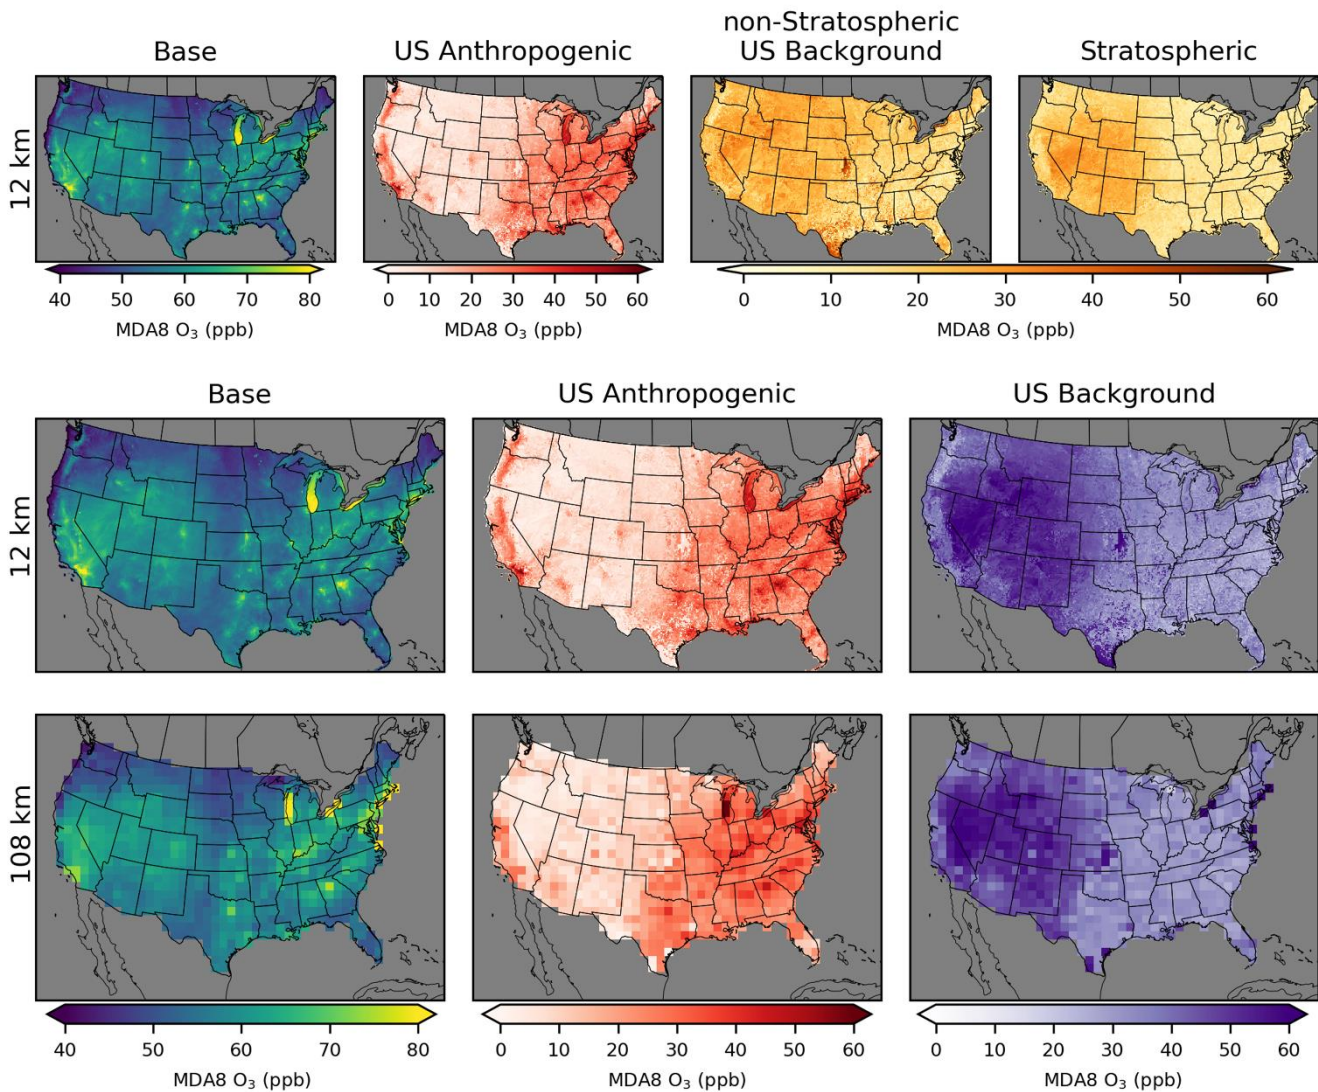 Base
US Anthropogenic
non-Stratospheric
US Background
Stratospheric
12 km
40 50 60 70 80
MDA8 O₃ (ppb)
0 10 20 30 40 50 60
MDA8 O₃ (ppb)
0 10 20 30 40 50 60
MDA8 O₃ (ppb)
Base
US Anthropogenic
US Background
12 km
108 km
40 50 60 70 80
MDA8 O₃ (ppb)
0 10 20 30 40 50 60
MDA8 O₃ (ppb)
0 10 20 30 40 50 60
MDA8 O₃ (ppb)